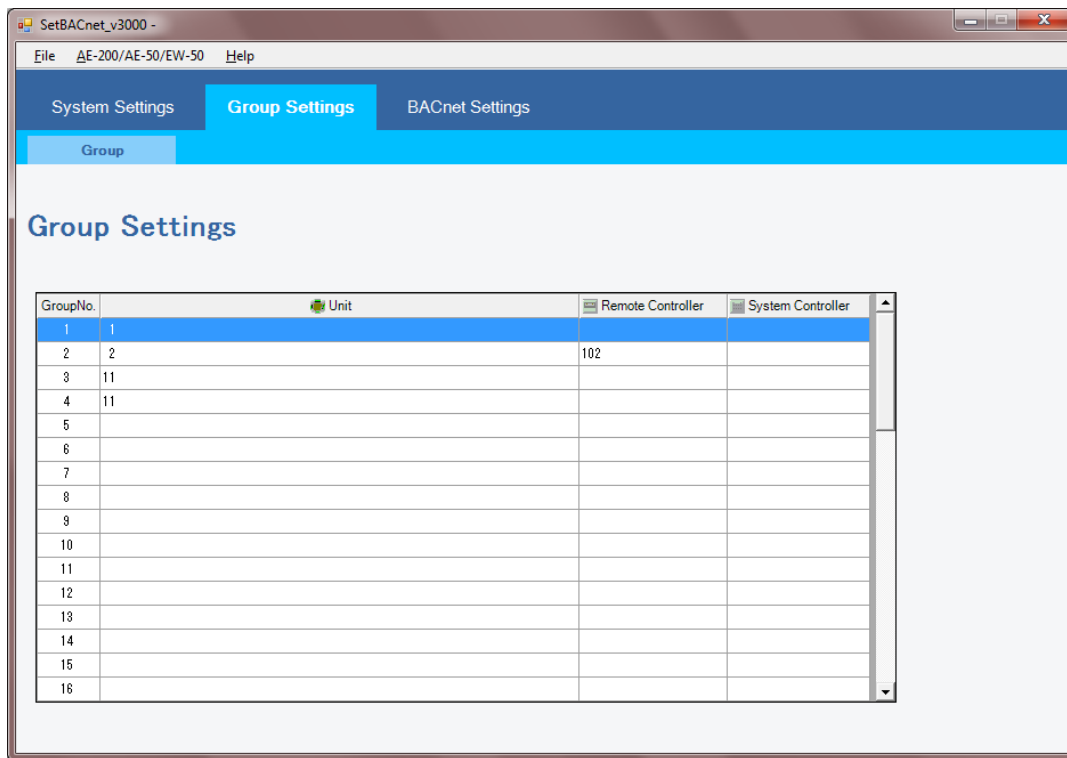 SetBACnet_v3000 -
File AE-200/AE-50/EW-50 Help
System Settings Group Settings BACnet Settings
Group
Group Settings
GroupNo. Unit Remote Controller System Controller
1 1
2 2 102
3 11
4 11
5
6
7
8
9
10
11
12
13
14
15
16